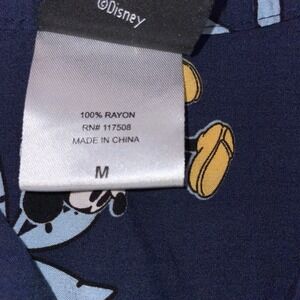 ©Disney
100% RAYON
RN# 117508
MADE IN CHINA
M